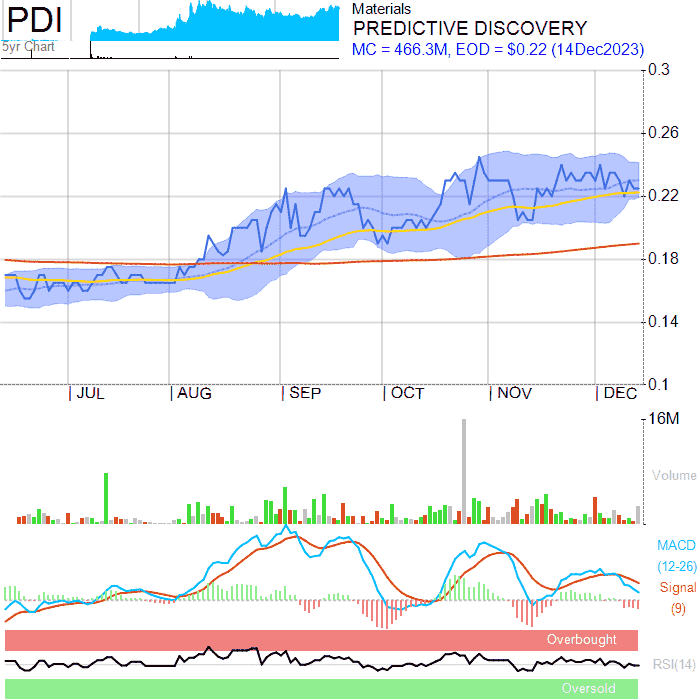 PDI
5yr Chart
Materials
PREDICTIVE DISCOVERY
MC = 466.3M, EOD = $0.22 (14Dec2023)
0.3
0.26
0.22
0.18
0.14
0.1
JUL AUG SEP OCT NOV DEC
16M
Volume
MACD
(12-26)
Signal
(9)
Overbought
RSI(14)
Oversold